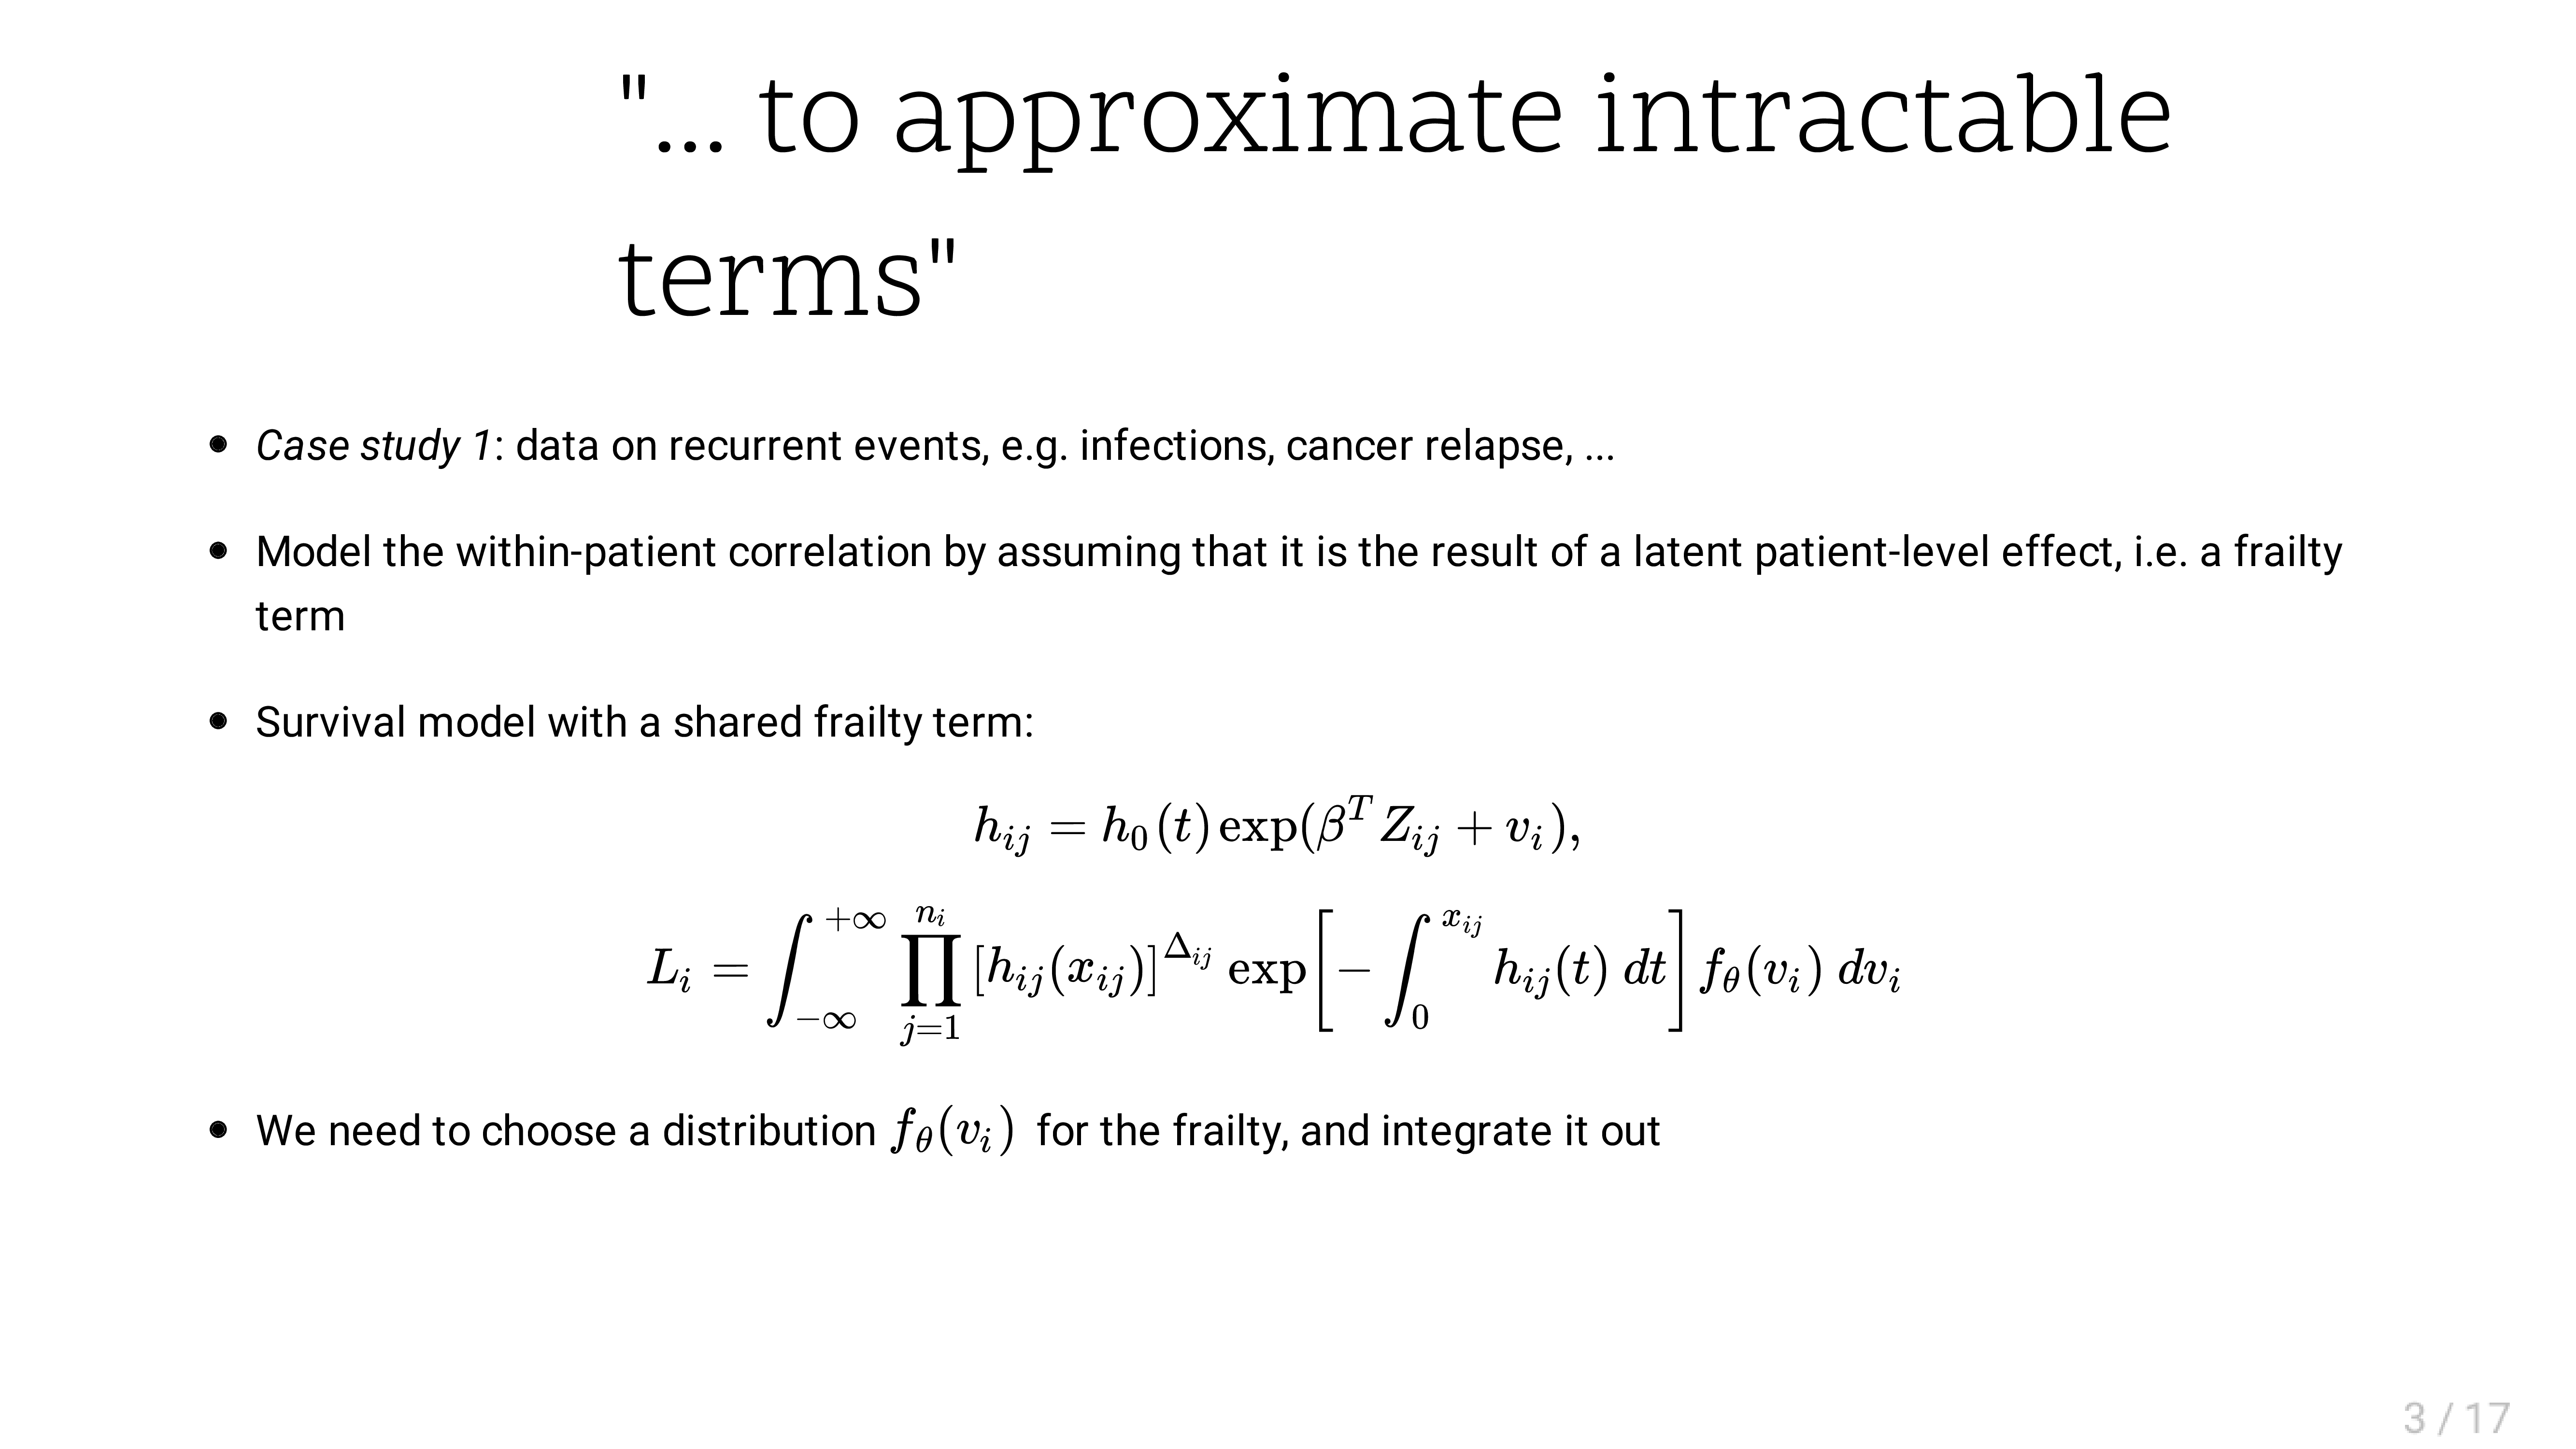 "... to approximate intractable
terms"
• Case study 1: data on recurrent events, e.g. infections, cancer relapse, ...
• Model the within-patient correlation by assuming that it is the result of a latent patient-level effect, i.e. a frailty
term
• Survival model with a shared frailty term:
$h_{ij} = h_0(t) \exp(\beta^T Z_{ij} + v_i),$
$L_i = \int_{-\infty}^{+\infty} \prod_{j=1}^{n_i} [h_{ij}(x_{ij})]^{\Delta_{ij}} \exp\left[-\int_0^{x_{ij}} h_{ij}(t) \, dt\right] f_\theta(v_i) \, dv_i$
• We need to choose a distribution $f_\theta(v_i)$ for the frailty, and integrate it out
3 / 17